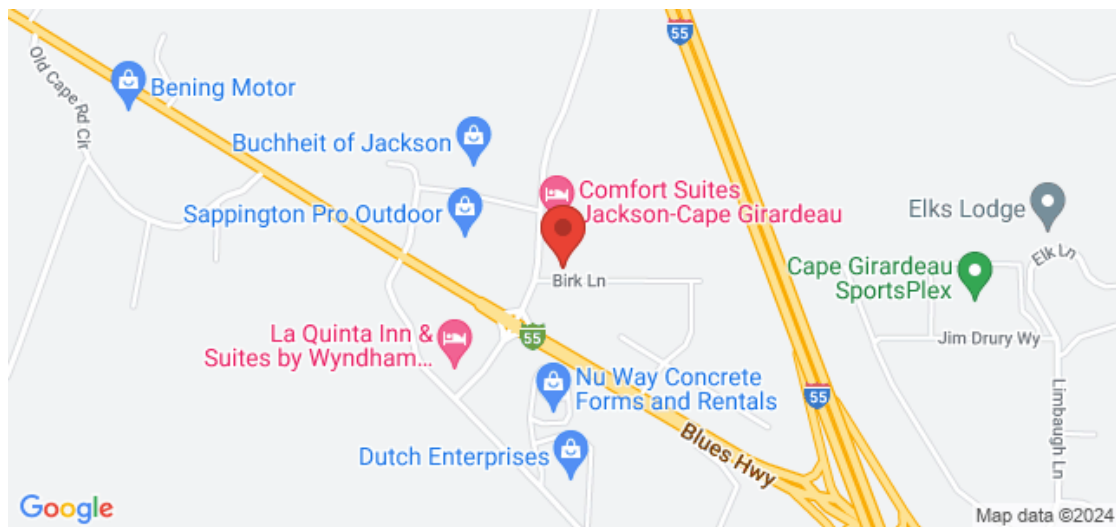 55
Old Cape Rd Cir
Bening Motor
Buchheit of Jackson
Comfort Suites
Jackson-Cape Girardeau
Sappington Pro Outdoor
Elks Lodge
Elk Ln
Birk Ln
Cape Girardeau
SportsPlex
La Quinta Inn &
Suites by Wyndham...
55
Jim Drury Wy
Nu Way Concrete
Forms and Rentals
55
Limbaugh Ln
Blues Hwy
Dutch Enterprises
Google
Map data ©2024